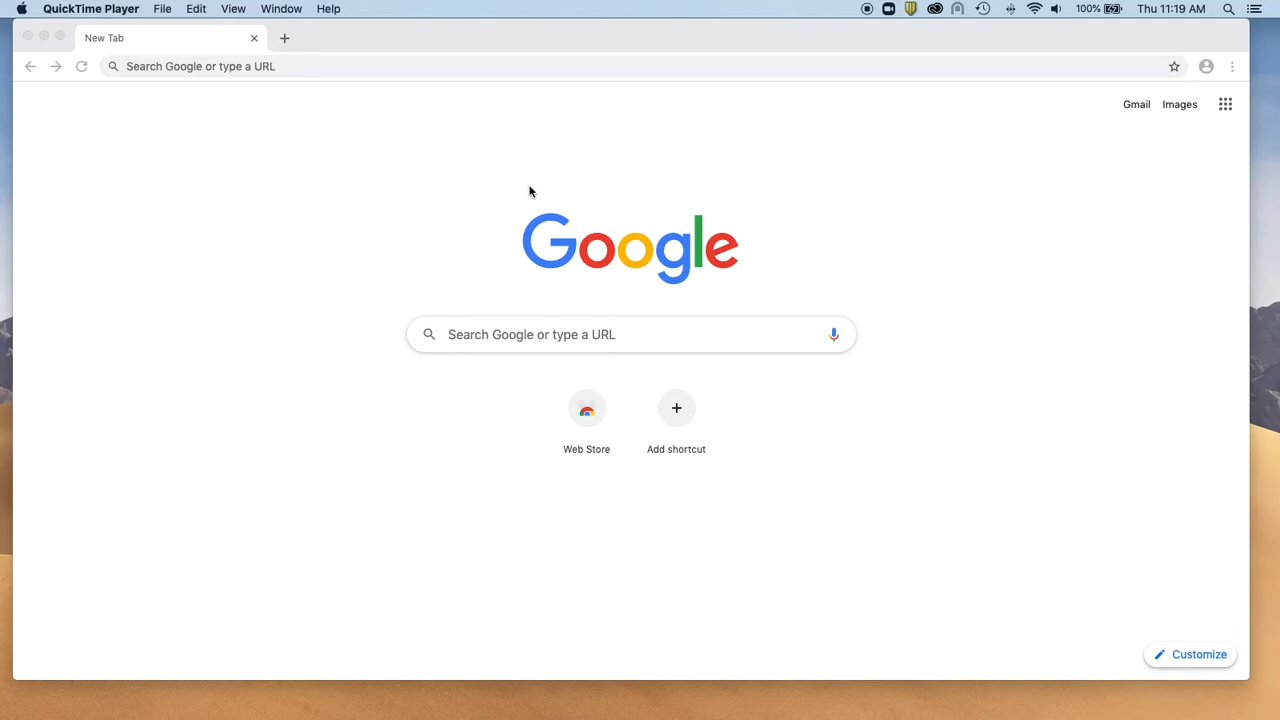 QuickTime Player File Edit View Window Help 100% Thu 11:19 AM
New Tab
Search Google or type a URL
Gmail Images
Google
Search Google or type a URL
Web Store Add shortcut
Customize